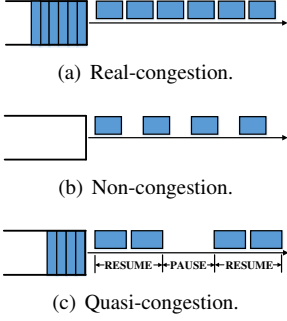 (a) Real-congestion.
(b) Non-congestion.
RESUME PAUSE RESUME
(c) Quasi-congestion.